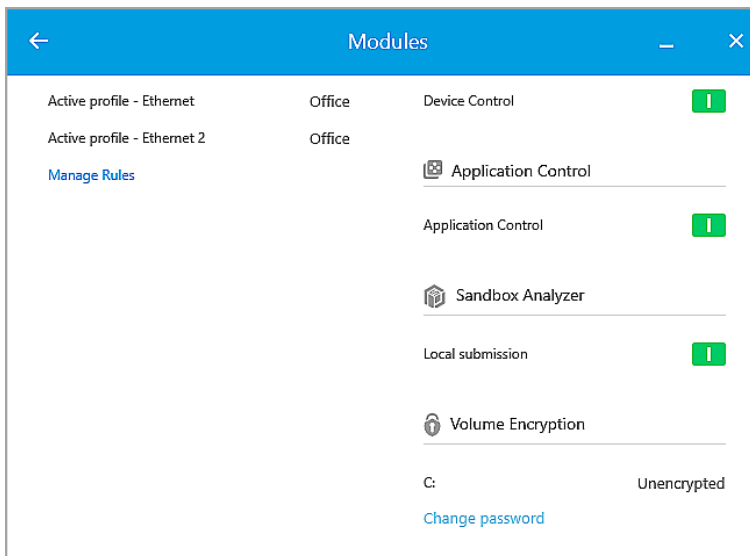 Modules
Active profile - Ethernet Office
Active profile - Ethernet 2 Office
Manage Rules
Device Control
Application Control
Application Control
Sandbox Analyzer
Local submission
Volume Encryption
C: Unencrypted
Change password